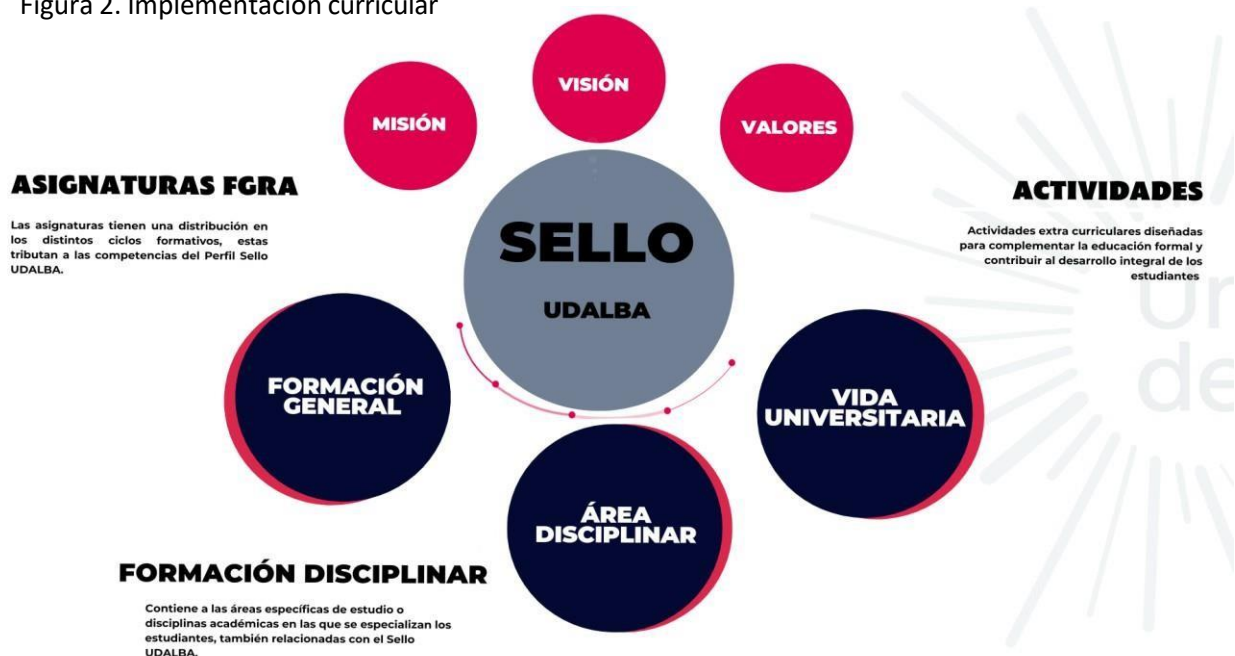 Figura 2. Implementación curricular
VISIÓN
MISIÓN
VALORES
ASIGNATURAS FGRA
Las asignaturas tienen una distribución en
los distintos ciclos formativos, estas
tributan a las competencias del Perfil Sello
UDALBA.
ACTIVIDADES
Actividades extra curriculares diseñadas
para complementar la educación formal y
contribuir al desarrollo integral de los
estudiantes
SELLO
UDALBA
FORMACIÓN
GENERAL
VIDA
UNIVERSITARIA
ÁREA
DISCIPLINAR
FORMACIÓN DISCIPLINAR
Contiene a las áreas específicas de estudio o
disciplinas académicas en las que se especializan los
estudiantes, también relacionadas con el Sello
UDALBA.